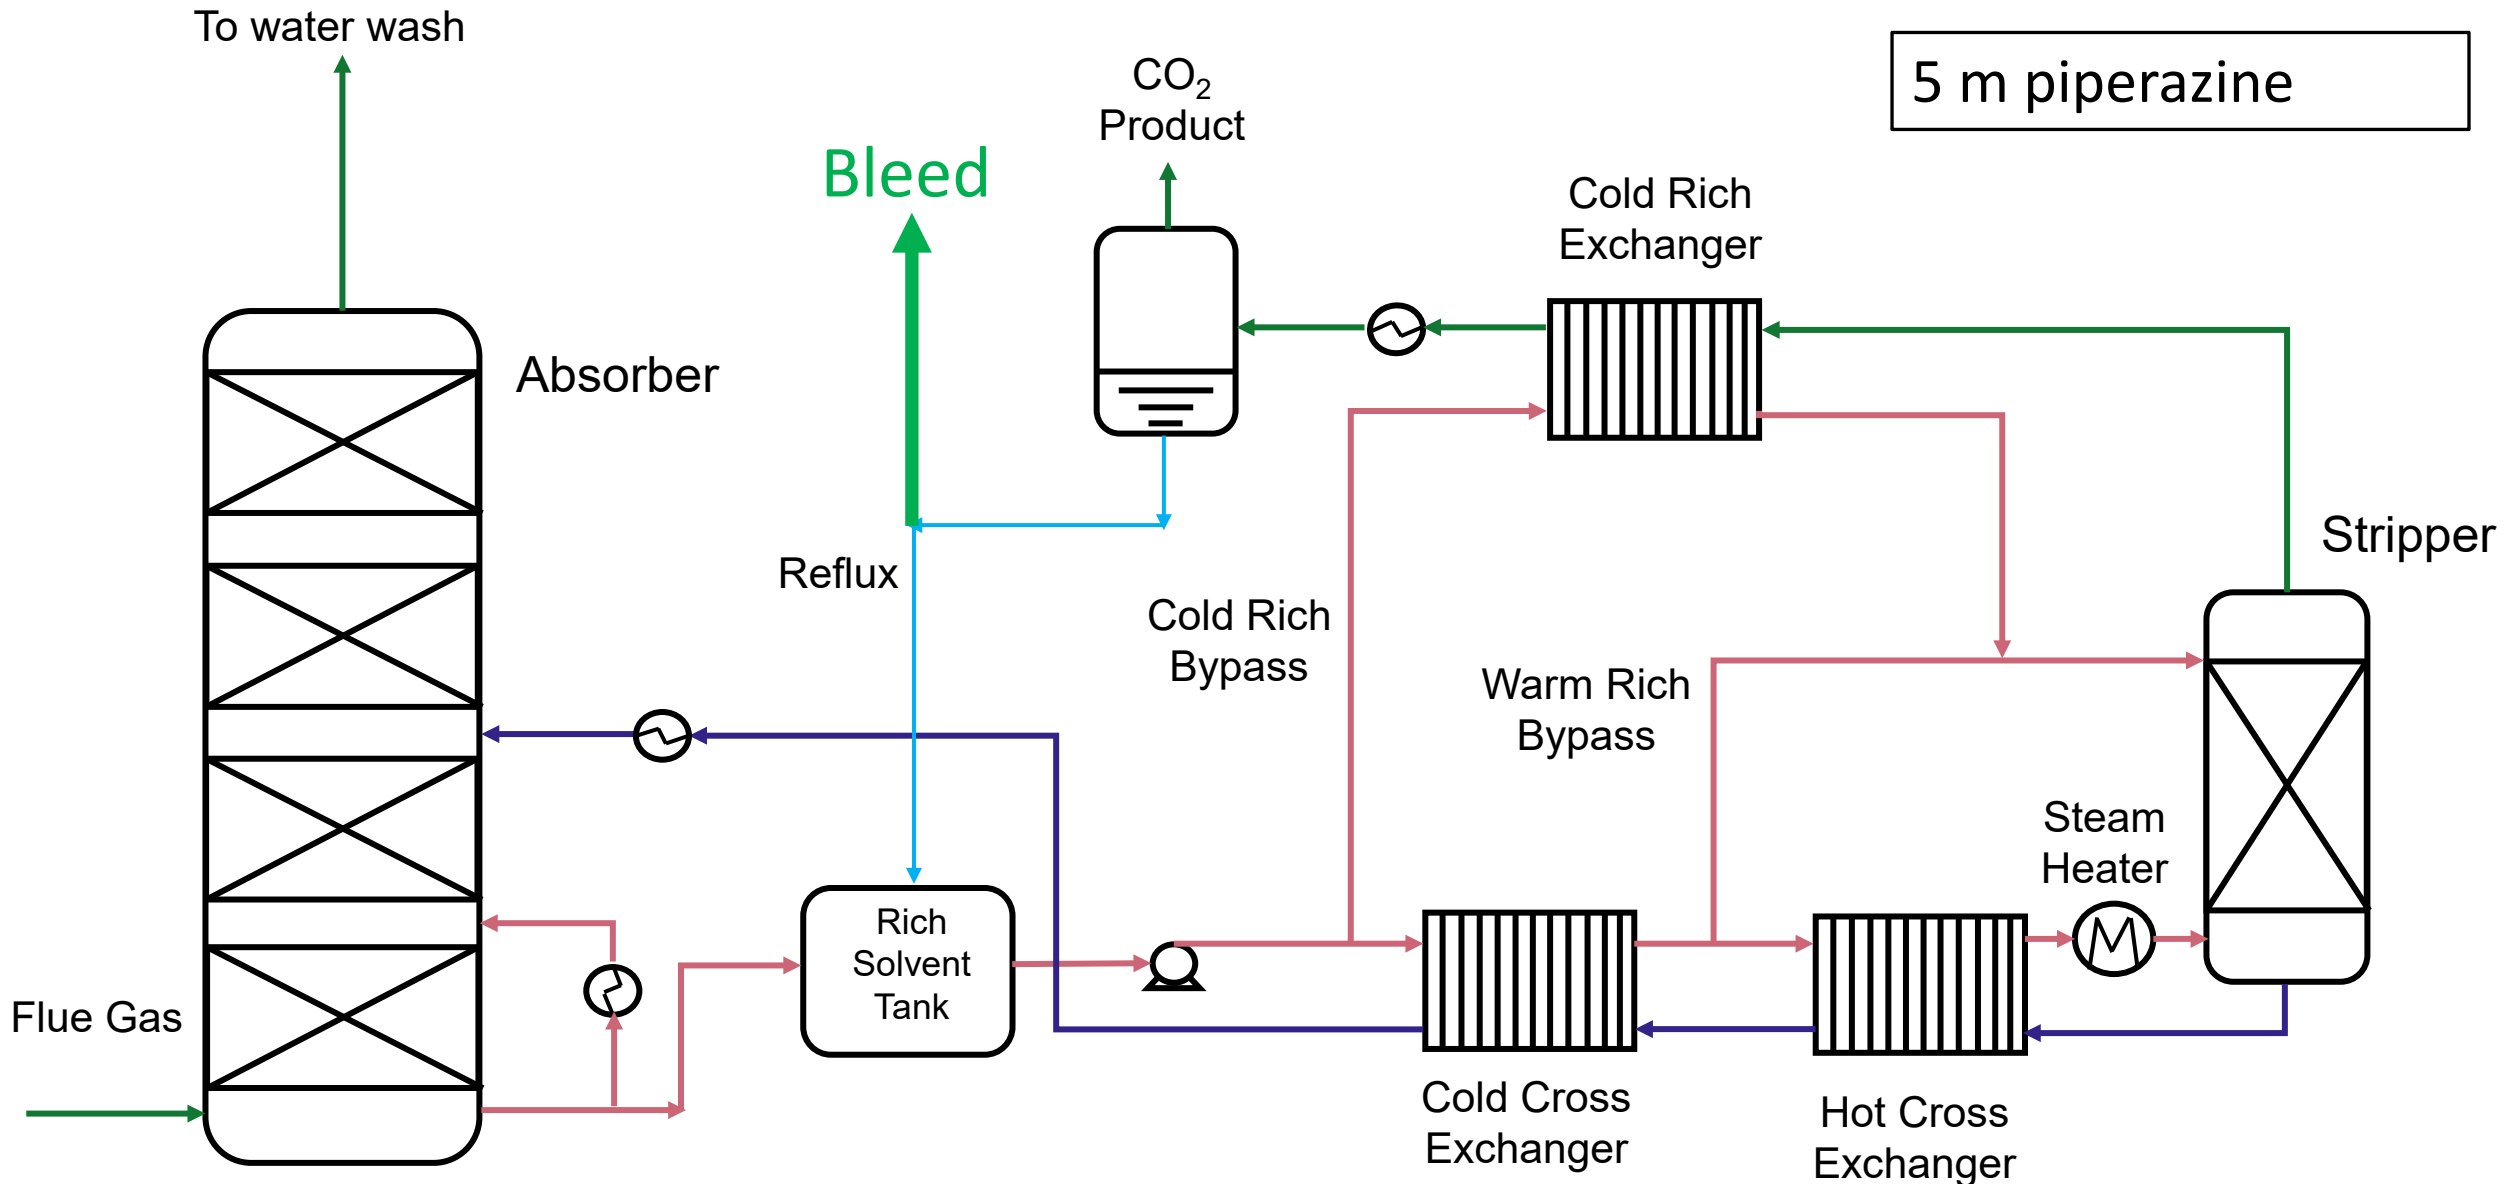 To water wash
CO2
Product
5 m piperazine
Bleed
Cold Rich
Exchanger
Absorber
Stripper
Reflux
Cold Rich
Bypass
Warm Rich
Bypass
Steam
Heater
Rich
Solvent
Tank
Flue Gas
Cold Cross
Exchanger
Hot Cross
Exchanger